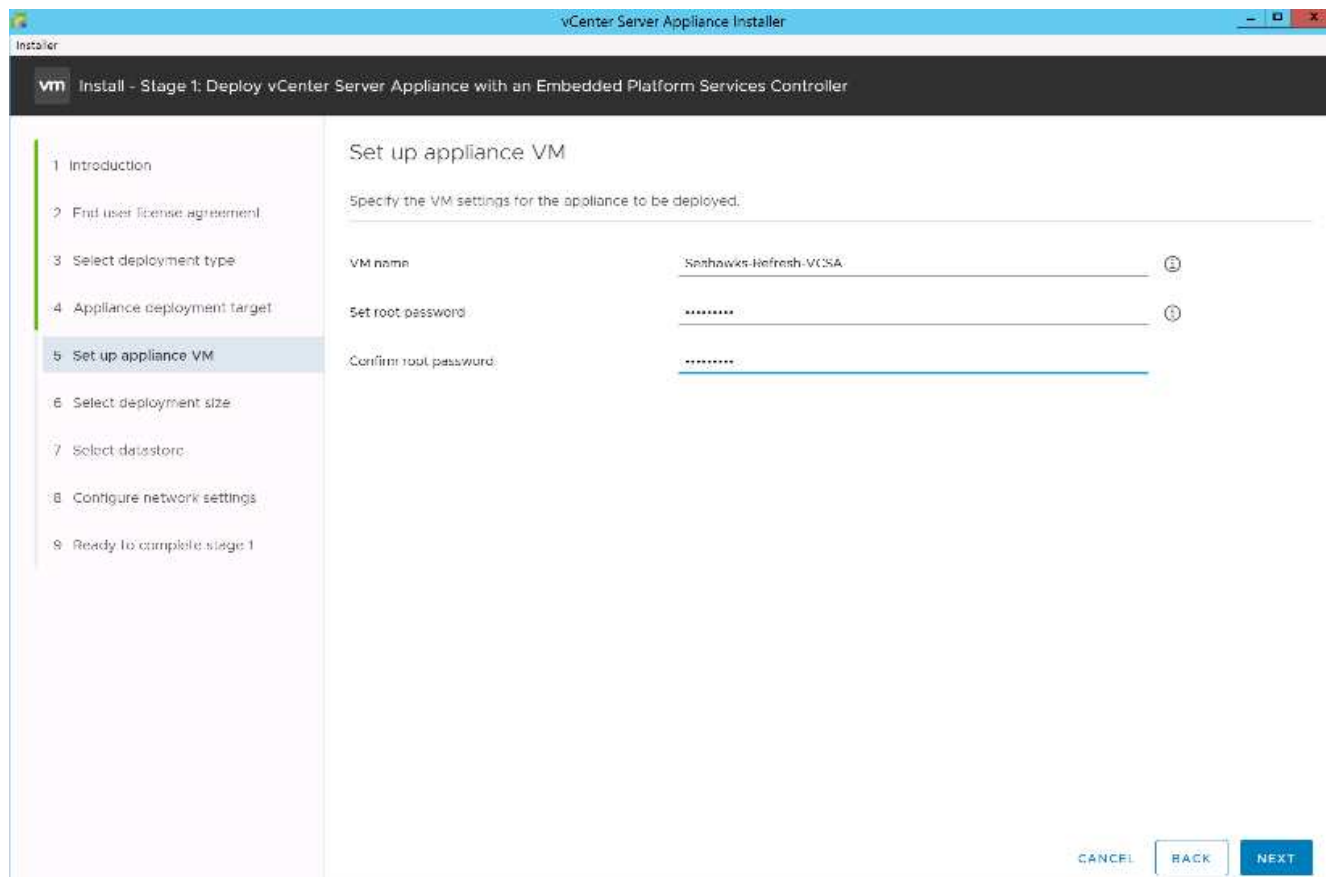 vCenter Server Appliance Installer
Installer
vm Install - Stage 1: Deploy vCenter Server Appliance with an Embedded Platform Services Controller
1 Introduction
2 End user license agreement
3 Select deployment type
4 Appliance deployment target
5 Set up appliance VM
6 Select deployment size
7 Select datastore
8 Configure network settings
9 Ready to complete stage 1
Set up appliance VM
Specify the VM settings for the appliance to be deployed.
VM name Seahawks-Refresh-VCSA
Set root password •••••••••
Confirm root password •••••••••
CANCEL BACK NEXT